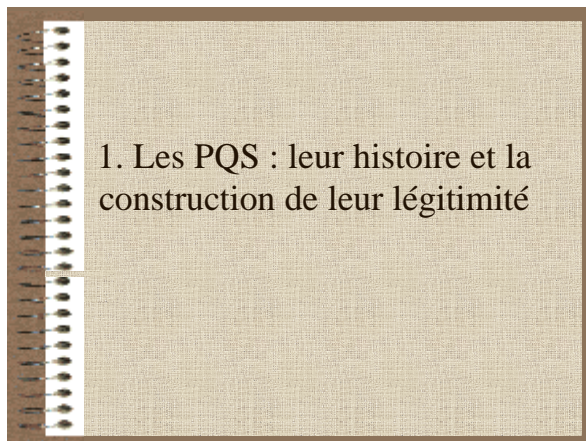 1. Les PQS : leur histoire et la
construction de leur légitimité